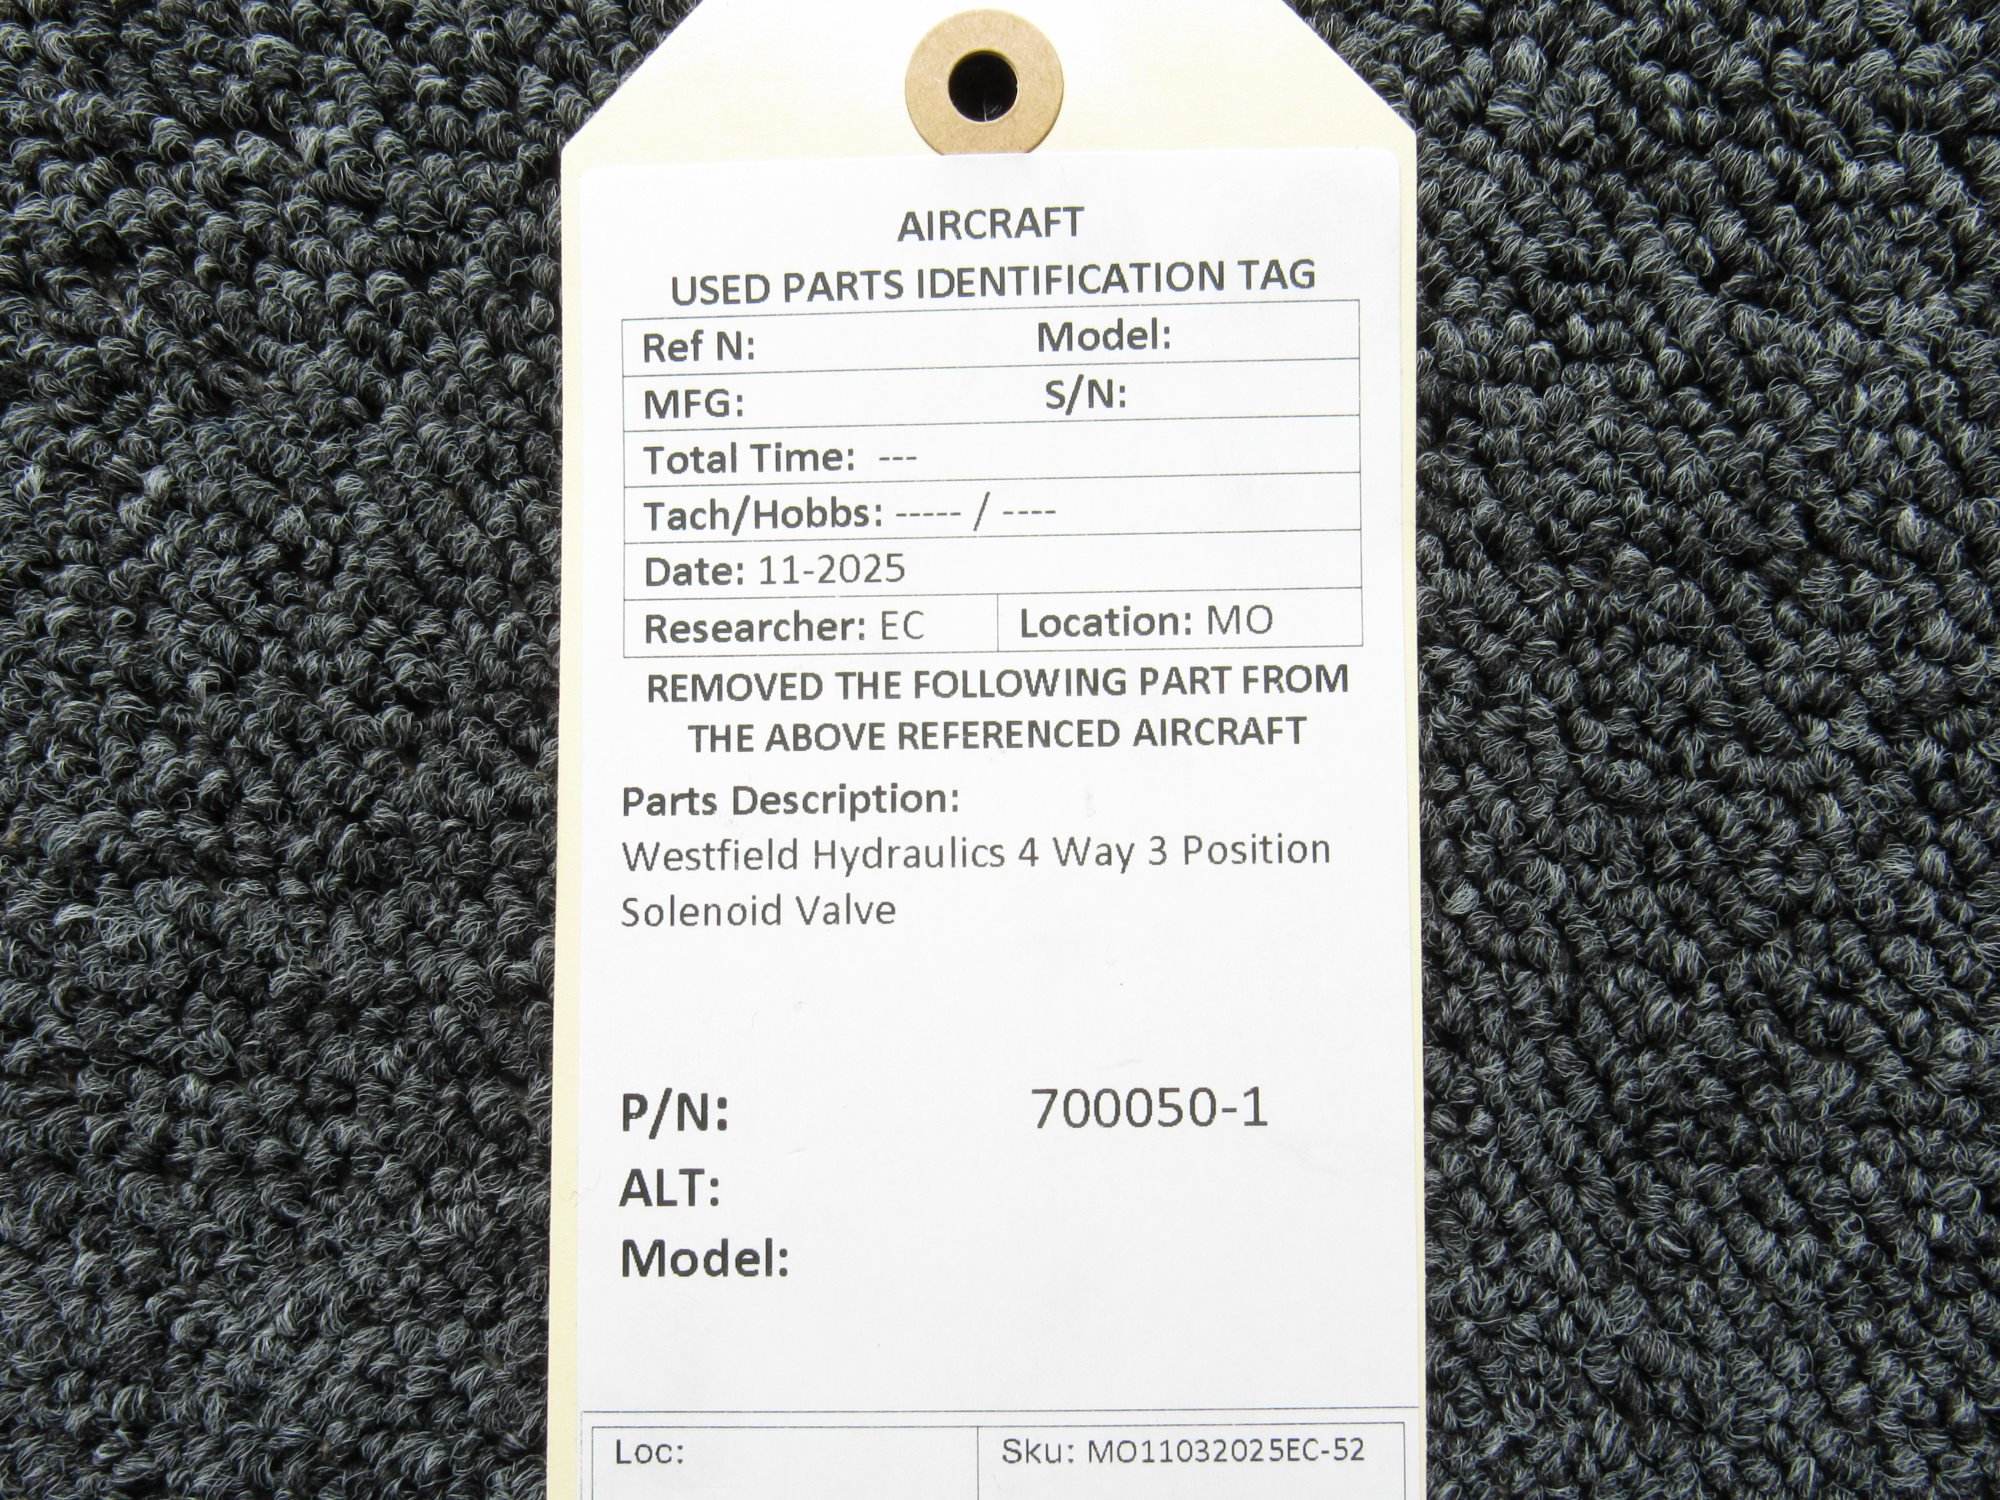 AIRCRAFT
USED PARTS IDENTIFICATION TAG
Ref N: Model:
MFG: S/N:
Total Time: ---
Tach/Hobbs: ----- / ----
Date: 11-2025
Researcher: EC Location: MO
REMOVED THE FOLLOWING PART FROM
THE ABOVE REFERENCED AIRCRAFT
Parts Description:
Westfield Hydraulics 4 Way 3 Position
Solenoid Valve
P/N: 700050-1
ALT:
Model:
Loc: Sku: MO11032025EC-52